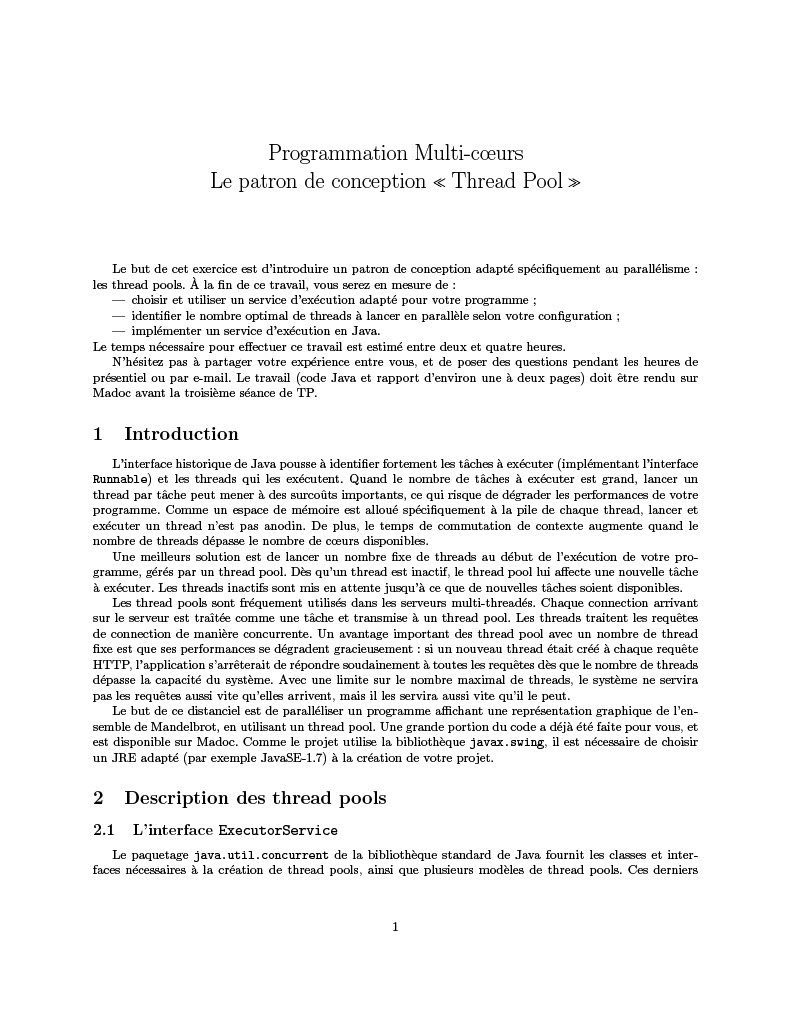 Programmation Multi-cœurs
Le patron de conception ≪ Thread Pool ≫
Le but de cet exercice est d'introduire un patron de conception adapté spécifiquement au parallélisme :
les thread pools. À la fin de ce travail, vous serez en mesure de :
— choisir et utiliser un service d'exécution adapté pour votre programme ;
— identifier le nombre optimal de threads à lancer en parallèle selon votre configuration ;
— implémenter un service d'exécution en Java.
Le temps nécessaire pour effectuer ce travail est estimé entre deux et quatre heures.
N'hésitez pas à partager votre expérience entre vous, et de poser des questions pendant les heures de
présentiel ou par e-mail. Le travail (code Java et rapport d'environ une à deux pages) doit être rendu sur
Madoc avant la troisième séance de TP.
1 Introduction
L'interface historique de Java pousse à identifier fortement les tâches à exécuter (implémentant l'interface
Runnable) et les threads qui les exécutent. Quand le nombre de tâches à exécuter est grand, lancer un
thread par tâche peut mener à des surcoûts importants, ce qui risque de dégrader les performances de votre
programme. Comme un espace de mémoire est alloué spécifiquement à la pile de chaque thread, lancer et
exécuter un thread n'est pas anodin. De plus, le temps de commutation de contexte augmente quand le
nombre de threads dépasse le nombre de cœurs disponibles.
Une meilleurs solution est de lancer un nombre fixe de threads au début de l'exécution de votre pro-
gramme, gérés par un thread pool. Dès qu'un thread est inactif, le thread pool lui affecte une nouvelle tâche
à exécuter. Les threads inactifs sont mis en attente jusqu'à ce que de nouvelles tâches soient disponibles.
Les thread pools sont fréquement utilisés dans les serveurs multi-threadés. Chaque connection arrivant
sur le serveur est traîtée comme une tâche et transmise à un thread pool. Les threads traîtent les requêtes
de connection de manière concurrente. Un avantage important des thread pool avec un nombre de thread
fixe est que ses performances se dégradent gracieusement : si un nouveau thread était créé à chaque requête
HTTP, l'application s'arrêterait de répondre soudainement à toutes les requêtes dès que le nombre de threads
dépasse la capacité du système. Avec une limite sur le nombre maximal de threads, le système ne servira
pas les requêtes aussi vite qu'elles arrivent, mais il les servira aussi vite qu'il le peut.
Le but de ce distanciel est de paralléliser un programme affichant une représentation graphique de l'en-
semble de Mandelbrot, en utilisant un thread pool. Une grande portion du code a déjà été faite pour vous, et
est disponible sur Madoc. Comme le projet utilise la bibliothèque javax.swing, il est nécessaire de choisir
un JRE adapté (par exemple JavaSE-1.7) à la création de votre projet.
2 Description des thread pools
2.1 L'interface ExecutorService
Le paquetage java.util.concurrent de la bibliothèque standard de Java fournit les classes et inter-
faces nécessaires à la création de thread pools, ainsi que plusieurs modèles de thread pools. Ces derniers
1